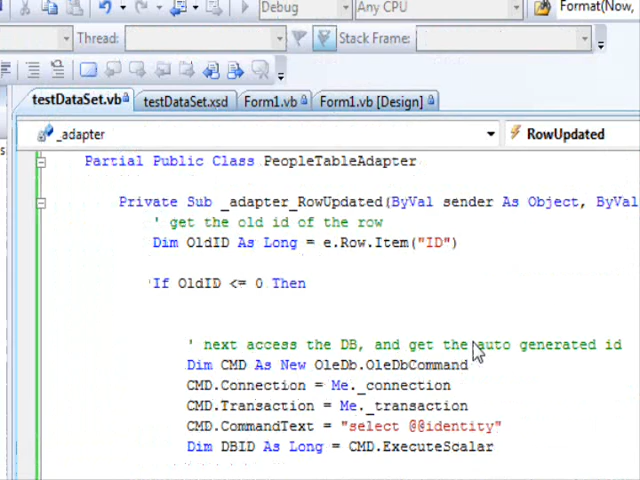 Debug Any CPU Format(Now,
Thread: Stack Frame:
testDataSet.vb testDataSet.xsd Form1.vb Form1.vb [Design]
_adapter RowUpdated
Partial Public Class PeopleTableAdapter
Private Sub _adapter_RowUpdated(ByVal sender As Object, ByVal
' get the old id of the row
Dim OldID As Long = e.Row.Item("ID")
If OldID <= 0 Then
' next access the DB, and get the auto generated id
Dim CMD As New OleDb.OleDbCommand
CMD.Connection = Me._connection
CMD.Transaction = Me._transaction
CMD.CommandText = "select @@identity"
Dim DBID As Long = CMD.ExecuteScalar